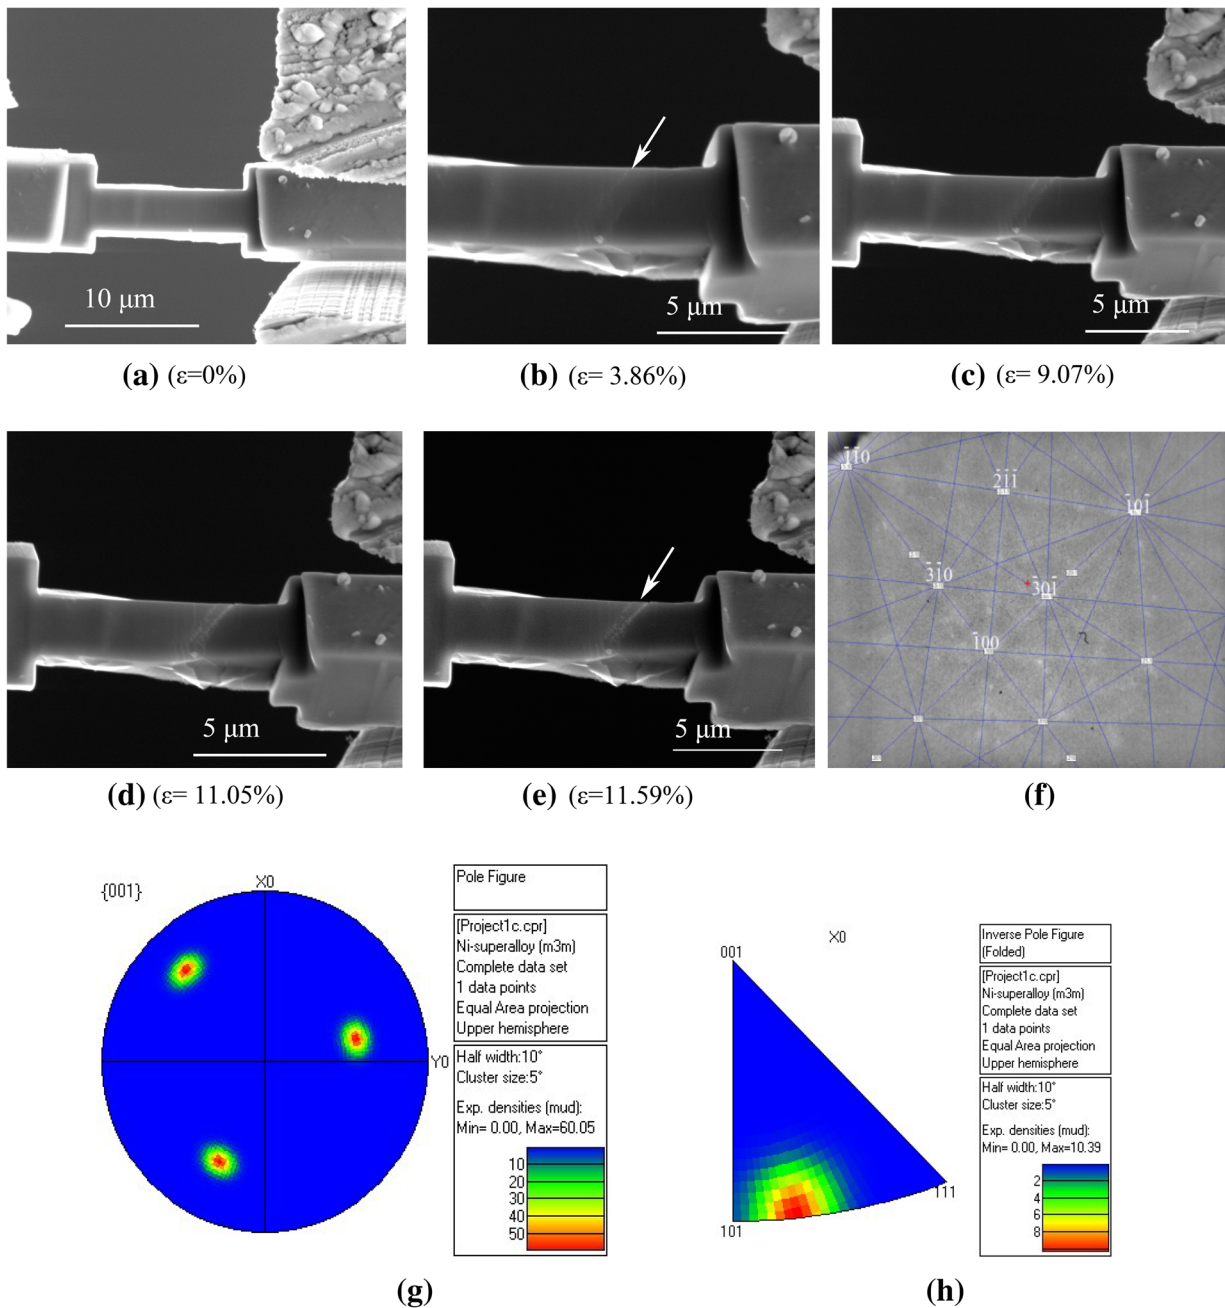 10 μm
5 μm
5 μm
(a) (ε=0%)
(b) (ε= 3.86%)
(c) (ε= 9.07%)
5 μm
5 μm
1̄1̄0
2̄1̄1̄
1̄01̄
3̄1̄0
3̄01̄
1̄00
(d) (ε= 11.05%)
(e) (ε=11.59%)
(f)
{001}
X0
Y0
Pole Figure
[Project1c.cpr]
Ni-superalloy (m3m)
Complete data set
1 data points
Equal Area projection
Upper hemisphere
Half width:10°
Cluster size:5°
Exp. densities (mud):
Min= 0.00, Max=60.05
10
20
30
40
50
X0
001
101
111
Inverse Pole Figure
(Folded)
[Project1c.cpr]
Ni-superalloy (m3m)
Complete data set
1 data points
Equal Area projection
Upper hemisphere
Half width:10°
Cluster size:5°
Exp. densities (mud):
Min= 0.00, Max=10.39
2
4
6
8
(g)
(h)